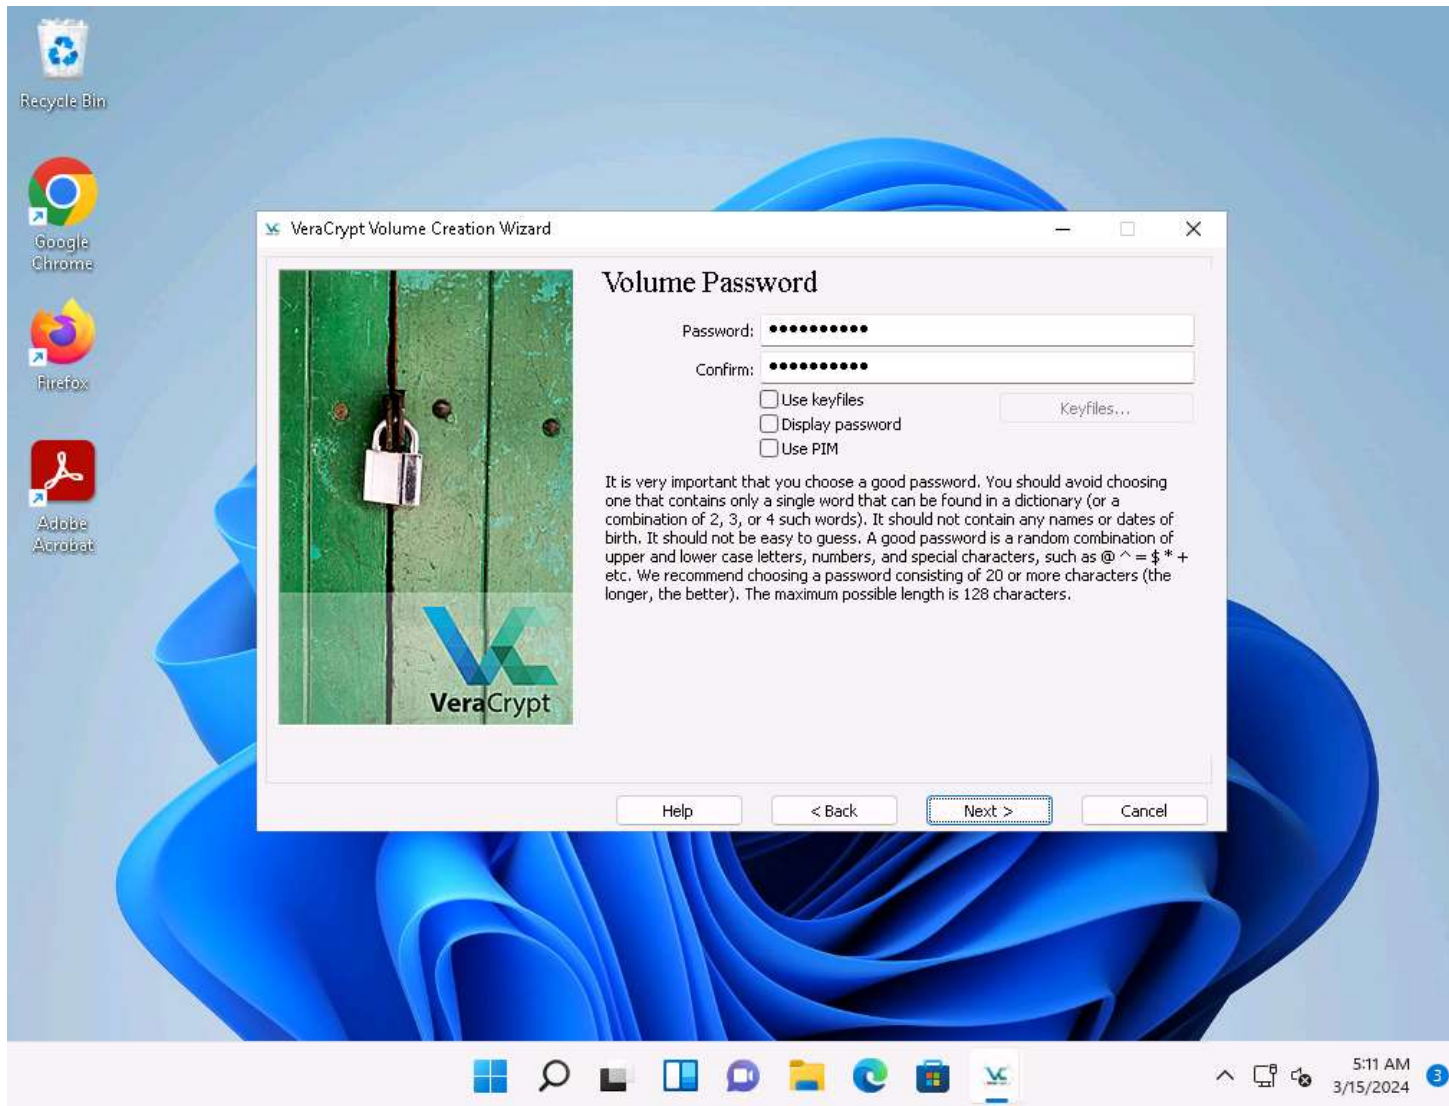 Recycle Bin
Google
Chrome
Firefox
Adobe
Acrobat
VeraCrypt Volume Creation Wizard
Volume Password
Password: ●●●●●●●●●●
Confirm: ●●●●●●●●●●
Use keyfiles
Keyfiles...
Display password
Use PIM
It is very important that you choose a good password. You should avoid choosing
one that contains only a single word that can be found in a dictionary (or a
combination of 2, 3, or 4 such words). It should not contain any names or dates of
birth. It should not be easy to guess. A good password is a random combination of
upper and lower case letters, numbers, and special characters, such as @ ^ = $ * +
etc. We recommend choosing a password consisting of 20 or more characters (the
longer, the better). The maximum possible length is 128 characters.
VeraCrypt
Help
< Back
Next >
Cancel
5:11 AM
3/15/2024
3